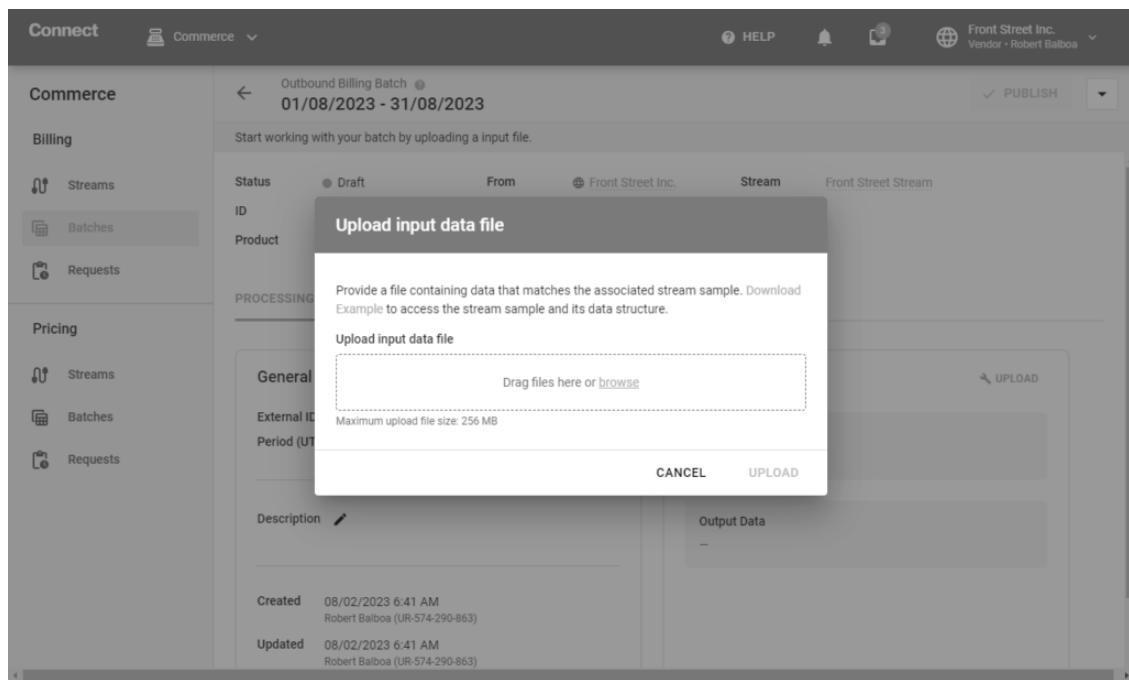 Connect
Commerce
HELP
3
Front Street Inc.
Vendor • Robert Balboa
Commerce
Outbound Billing Batch
01/08/2023 - 31/08/2023
PUBLISH
Billing
Start working with your batch by uploading a input file.
Streams
Status
Draft
From
Front Street Inc.
Stream
Front Street Stream
Batches
ID
Product
Requests
Upload input data file
Provide a file containing data that matches the associated stream sample. Download
Example to access the stream sample and its data structure.
PROCESSING
Pricing
Upload input data file
Streams
General
Drag files here or browse
UPLOAD
Batches
External ID
Maximum upload file size: 256 MB
Period (UT
Requests
CANCEL
UPLOAD
Description
Output Data
—
Created
08/02/2023 6:41 AM
Robert Balboa (UR-574-290-863)
Updated
08/02/2023 6:41 AM
Robert Balboa (UR-574-290-863)